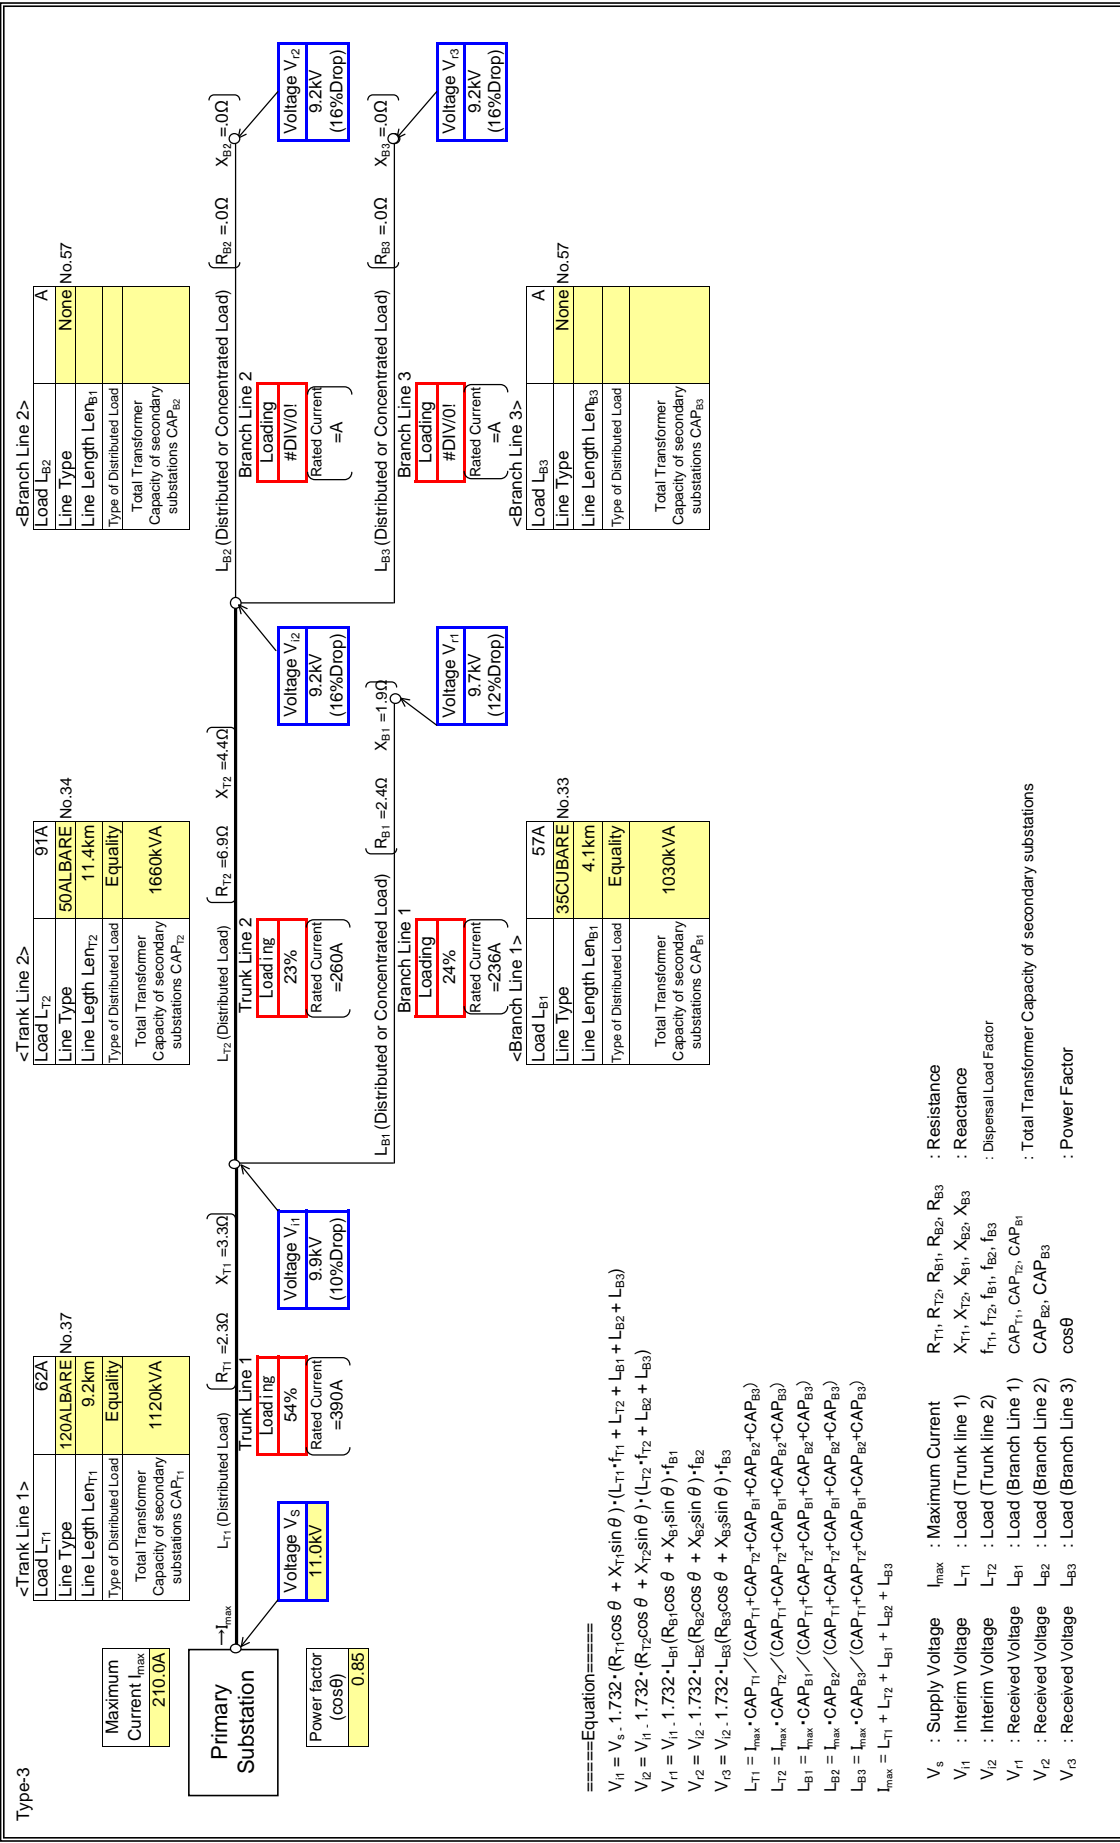 Type-3
Maximum
Current Imax
210.0A
Primary
Substation
→Imax
Power factor
(cosθ)
0.85
Voltage Vs
11.0kV
<Trank Line 1>
Load LT1 62A
Line Type 120ALBARE No.37
Line Legth LenT1 9.2km
Type of Distributed Load Equality
Total Transformer
Capacity of secondary
substations CAPT1
1120kVA
LT1 (Distributed Load)
RT1 =2.3Ω XT1 =3.3Ω
Trunk Line 1
Loading
54%
Rated Current
=390A
Voltage Vi1
9.9kV
(10%Drop)
<Trank Line 2>
Load LT2 91A
Line Type 50ALBARE No.34
Line Legth LenT2 11.4km
Type of Distributed Load Equality
Total Transformer
Capacity of secondary
substations CAPT2
1660kVA
LT2 (Distributed Load)
RT2 =6.9Ω XT2 =4.4Ω
Trunk Line 2
Loading
23%
Rated Current
=260A
Voltage Vi2
9.2kV
(16%Drop)
LB1 (Distributed or Concentrated Load)
RB1 =2.4Ω XB1 =1.9Ω
Branch Line 1
Loading
24%
Rated Current
=236A
Voltage Vr1
9.7kV
(12%Drop)
<Branch Line 1>
Load LB1 57A
Line Type 35CUBARE No.33
Line Length LenB1 4.1km
Type of Distributed Load Equality
Total Transformer
Capacity of secondary
substations CAPB1
1030kVA
<Branch Line 2>
Load LB2 A
Line Type None No.57
Line Length LenB1
Type of Distributed Load
Total Transformer
Capacity of secondary
substations CAPB2
LB2 (Distributed or Concentrated Load)
RB2 =.0Ω XB2 =.0Ω
Branch Line 2
Loading
#DIV/0!
Rated Current
=A
Voltage Vr2
9.2kV
(16%Drop)
LB3 (Distributed or Concentrated Load)
RB3 =.0Ω XB3 =.0Ω
Branch Line 3
Loading
#DIV/0!
Rated Current
=A
Voltage Vr3
9.2kV
(16%Drop)
<Branch Line 3>
Load LB3 A
Line Type None No.57
Line Length LenB3
Type of Distributed Load
Total Transformer
Capacity of secondary
substations CAPB3
=====Equation=====
Vi1 = Vs - 1.732・(RT1cos θ + XT1sin θ)・(LT1・fT1 + LT2 + LB1 + LB2 + LB3)
Vi2 = Vi1 - 1.732・(RT2cos θ + XT2sin θ)・(LT2・fT2 + LB2 + LB3)
Vr1 = Vi1 - 1.732・LB1(RB1cos θ + XB1sin θ)・fB1
Vr2 = Vi2 - 1.732・LB2(RB2cos θ + XB2sin θ)・fB2
Vr3 = Vi2 - 1.732・LB3(RB3cos θ + XB3sin θ)・fB3
LT1 = Imax・CAPT1／(CAPT1+CAPT2+CAPB1+CAPB2+CAPB3)
LT2 = Imax・CAPT2／(CAPT1+CAPT2+CAPB1+CAPB2+CAPB3)
LB1 = Imax・CAPB1／(CAPT1+CAPT2+CAPB1+CAPB2+CAPB3)
LB2 = Imax・CAPB2／(CAPT1+CAPT2+CAPB1+CAPB2+CAPB3)
LB3 = Imax・CAPB3／(CAPT1+CAPT2+CAPB1+CAPB2+CAPB3)
Imax = LT1 + LT2 + LB1 + LB2 + LB3
Vs : Supply Voltage Imax : Maximum Current RT1, RT2, RB1, RB2, RB3 : Resistance
Vi1 : Interim Voltage LT1 : Load (Trunk line 1) XT1, XT2, XB1, XB2, XB3 : Reactance
Vi2 : Interim Voltage LT2 : Load (Trunk line 2) fT1, fT2, fB1, fB2, fB3 : Dispersal Load Factor
Vr1 : Received Voltage LB1 : Load (Branch Line 1) CAPT1, CAPT2, CAPB1
Vr2 : Received Voltage LB2 : Load (Branch Line 2) CAPB2, CAPB3 : Total Transformer Capacity of secondary substations
Vr3 : Received Voltage LB3 : Load (Branch Line 3) cosθ : Power Factor